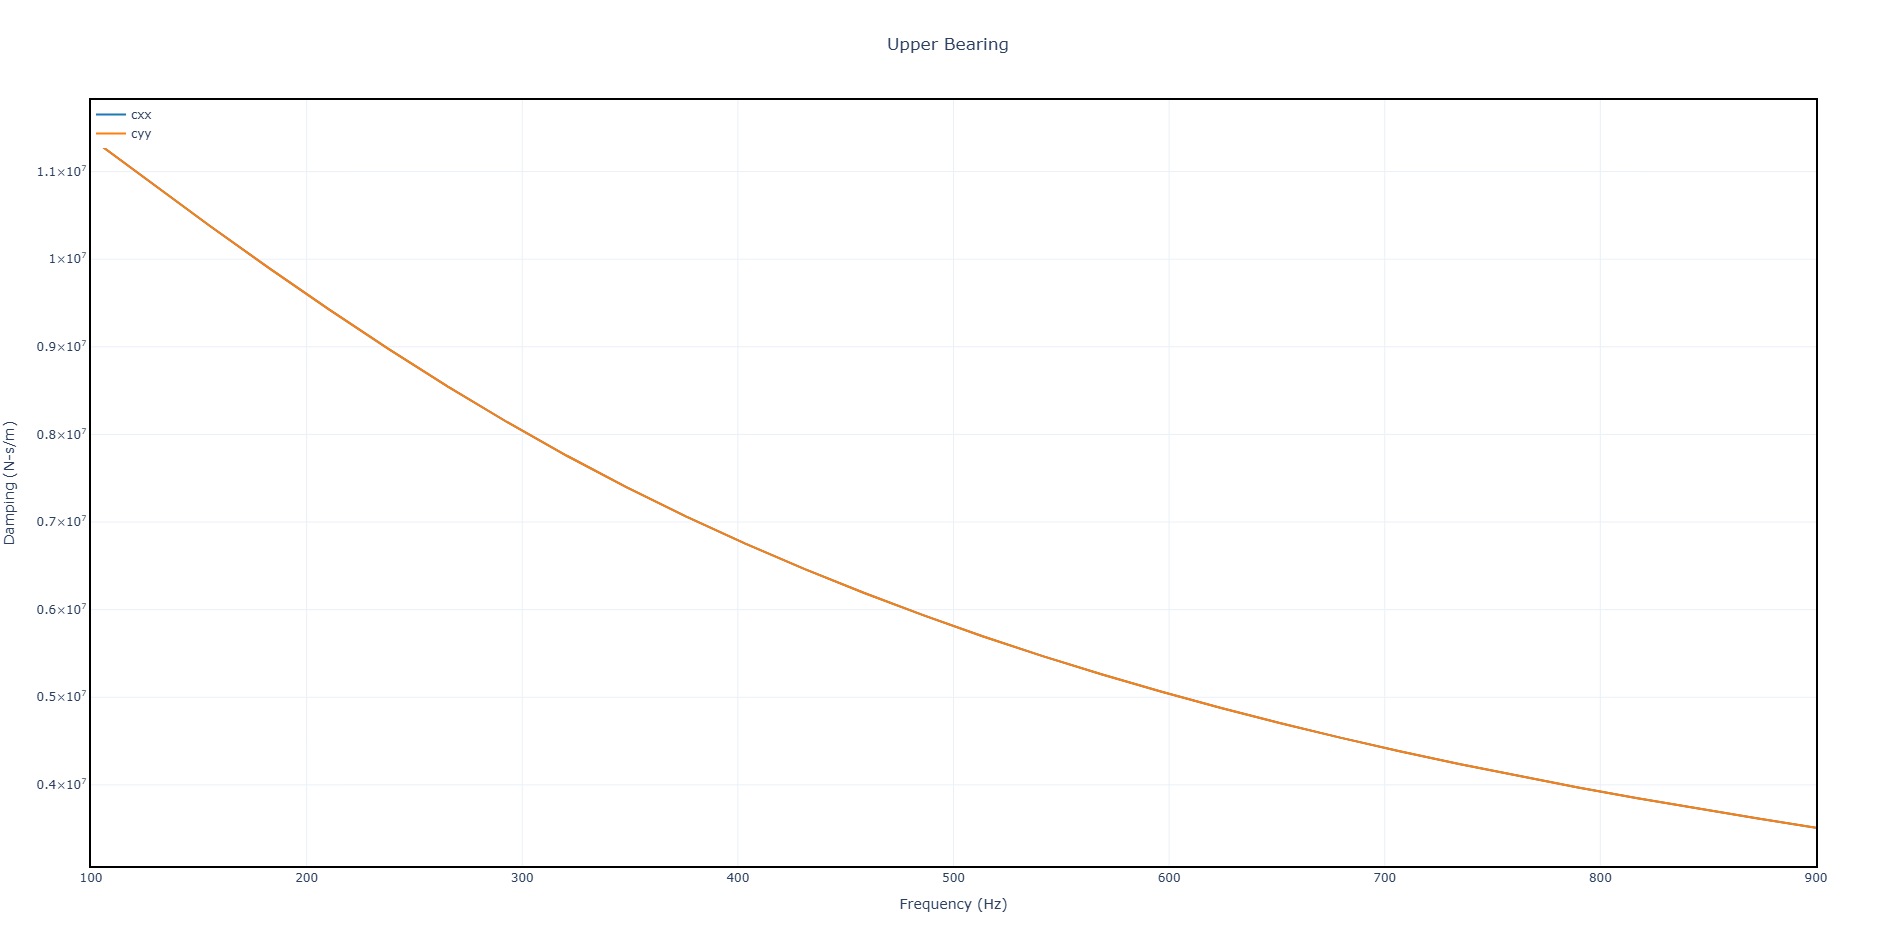 Upper Bearing
cxx
cyy
1.1×10⁷
1×10⁷
0.9×10⁷
0.8×10⁷
0.7×10⁷
0.6×10⁷
0.5×10⁷
0.4×10⁷
Damping (N-s/m)
100 200 300 400 500 600 700 800 900
Frequency (Hz)